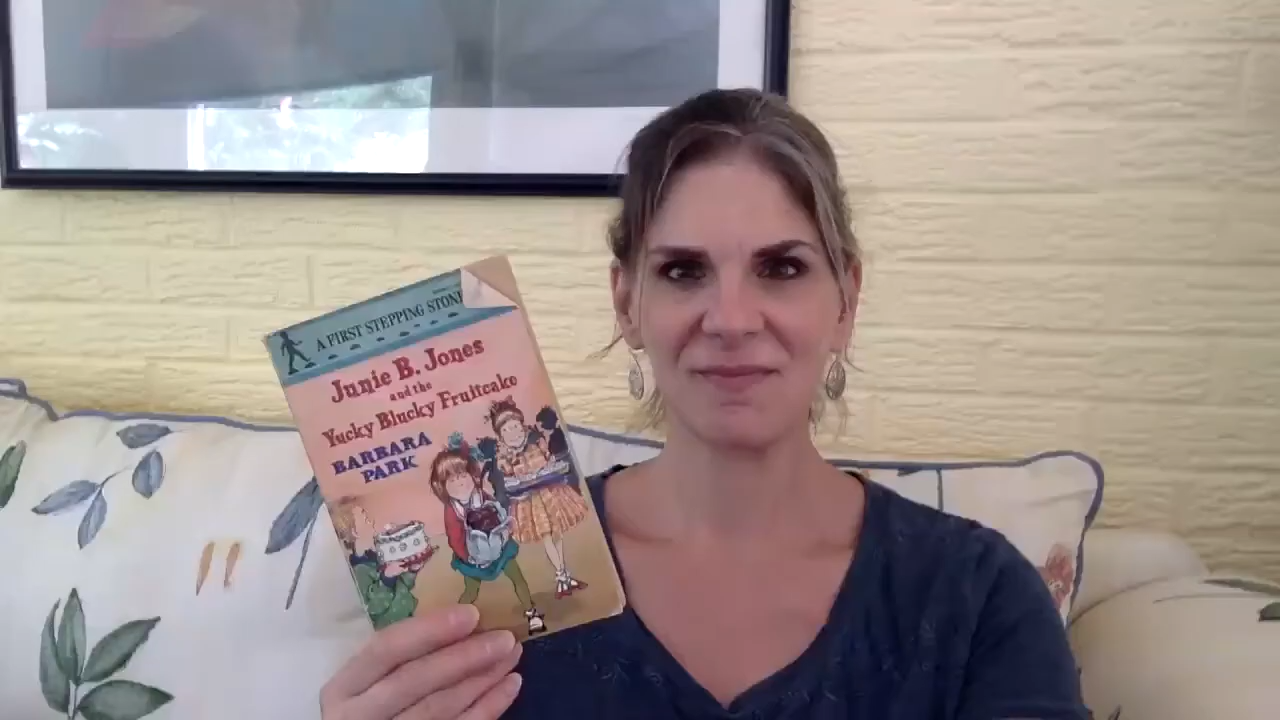 A FIRST STEPPING STONE
Junie B. Jones
and the
Yucky Blucky Fruitcake
BARBARA
PARK